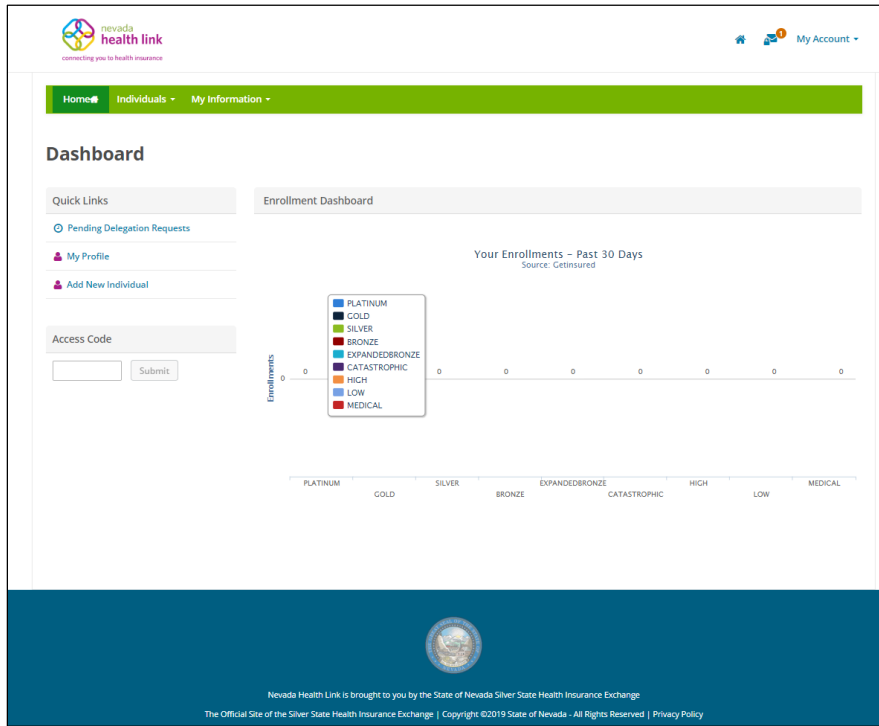 nevada
health link
connecting you to health insurance
1
My Account
Home
Individuals
My Information
Dashboard
Quick Links
Pending Delegation Requests
My Profile
Add New Individual
Access Code
Submit
Enrollment Dashboard
Your Enrollments - Past 30 Days
Source: Getinsured
PLATINUM
GOLD
SILVER
BRONZE
EXPANDEDBRONZE
CATASTROPHIC
HIGH
LOW
MEDICAL
Enrollments
0
0 0 0 0 0 0 0 0
PLATINUM SILVER EXPANDEDBRONZE HIGH MEDICAL
GOLD BRONZE CATASTROPHIC LOW
Nevada Health Link is brought to you by the State of Nevada Silver State Health Insurance Exchange
The Official Site of the Silver State Health Insurance Exchange | Copyright ©2019 State of Nevada - All Rights Reserved | Privacy Policy